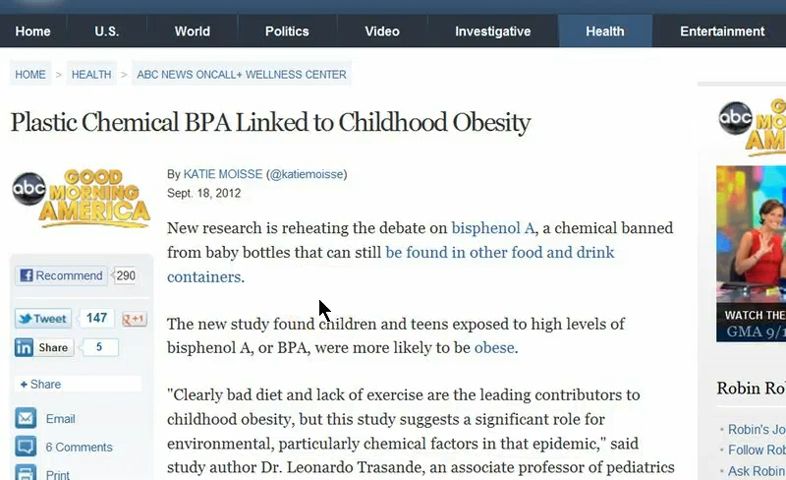 Home U.S. World Politics Video Investigative Health Entertainment
HOME > HEALTH > ABC NEWS ONCALL+ WELLNESS CENTER
Plastic Chemical BPA Linked to Childhood Obesity
abc GOOD
MORNING
AMERICA
By KATIE MOISSE (@katiemoisse)
Sept. 18, 2012
New research is reheating the debate on bisphenol A, a chemical banned
from baby bottles that can still be found in other food and drink
containers.
The new study found children and teens exposed to high levels of
bisphenol A, or BPA, were more likely to be obese.
"Clearly bad diet and lack of exercise are the leading contributors to
childhood obesity, but this study suggests a significant role for
environmental, particularly chemical factors in that epidemic," said
study author Dr. Leonardo Trasande, an associate professor of pediatrics
f Recommend 290
Tweet 147 g +1
in Share 5
+ Share
Email
6 Comments
Print
abc
WATCH THE
GMA 9/1
Robin Ro
Robin's Jo
Follow Rob
Ask Robin